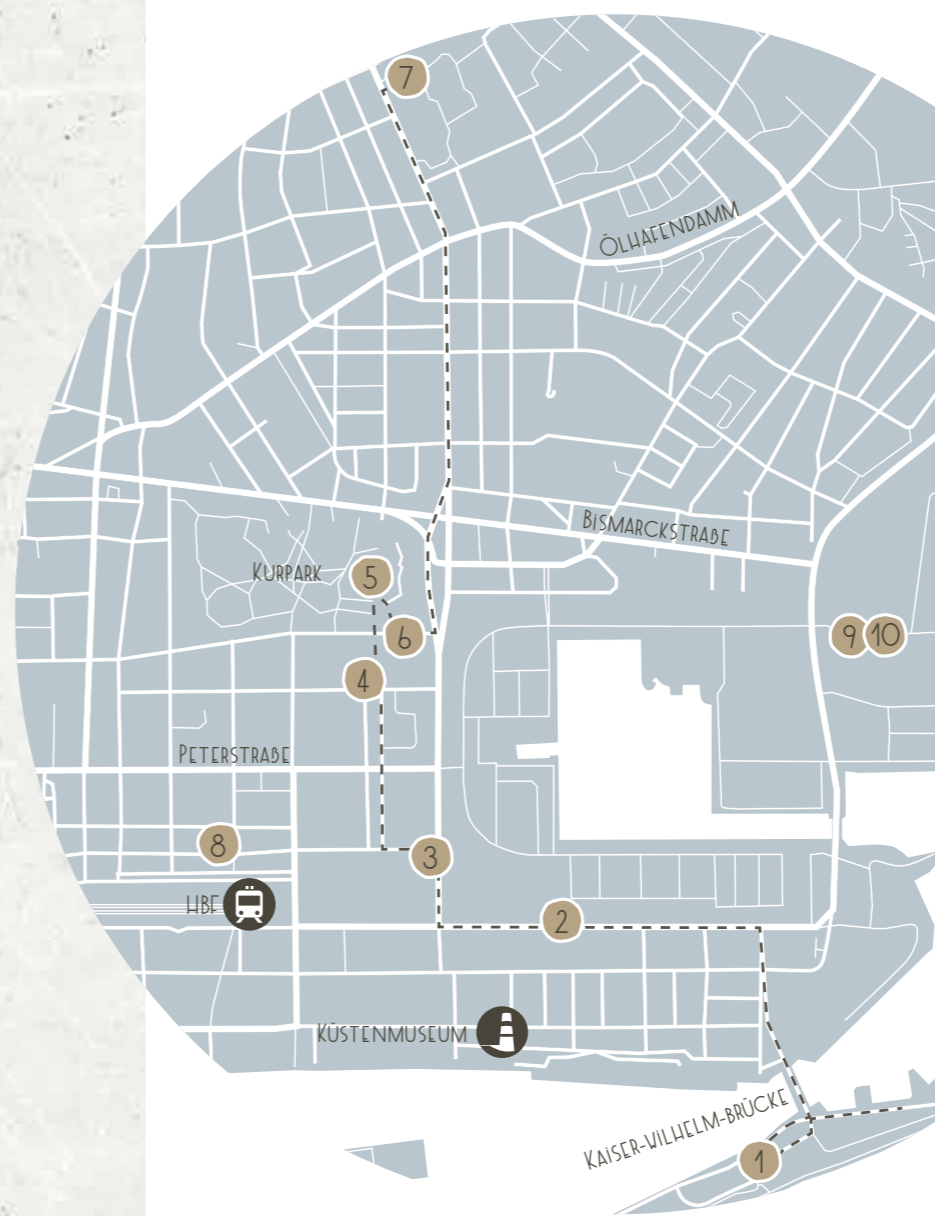 7
ÖLHAFENDAMM
BISMARCKSTRAßE
KURPARK
5
6
9 10
4
PETERSTRAßE
8
3
HBF
2
KÜSTENMUSEUM
KAISER-WILHELM-BRÜCKE
1